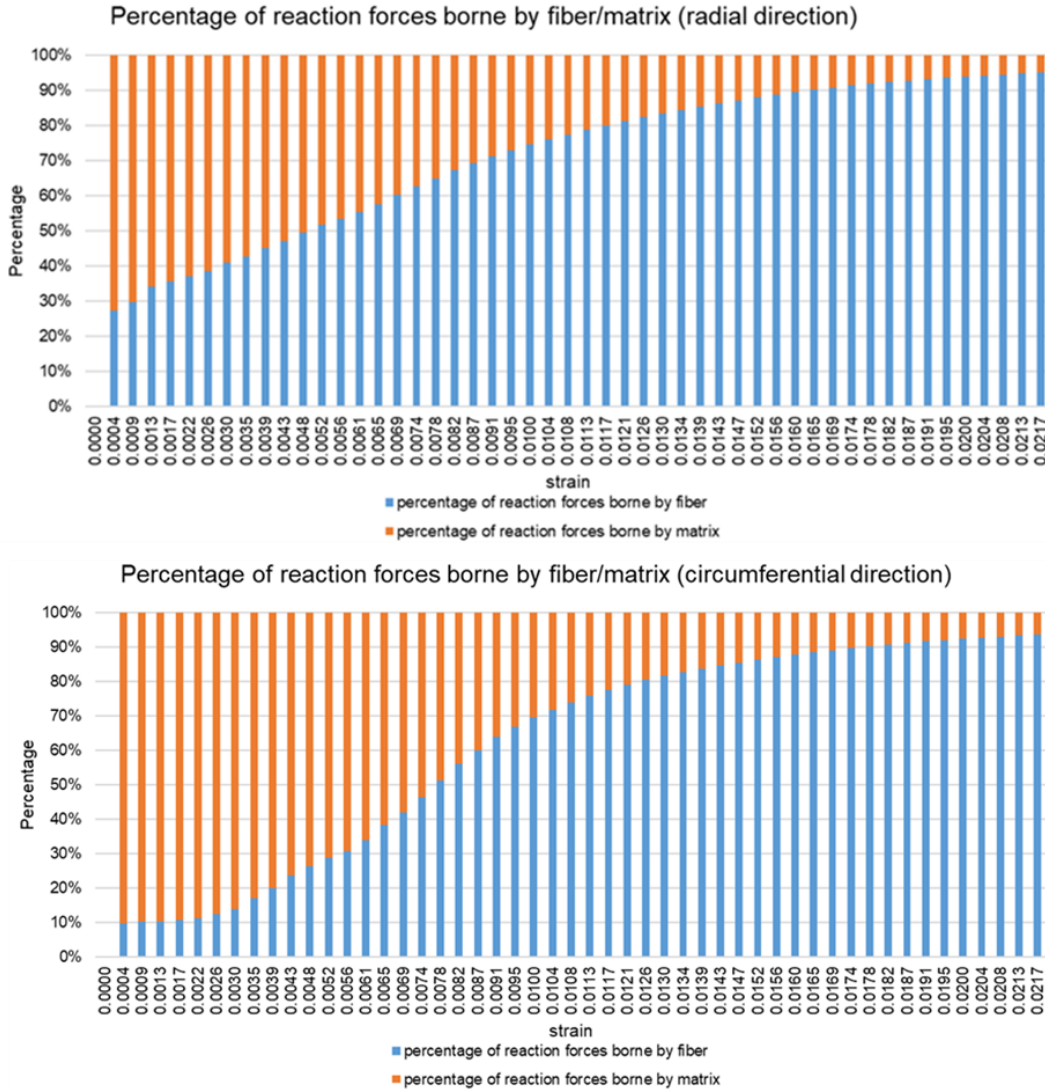 Percentage of reaction forces borne by fiber/matrix (radial direction)
100%
90%
80%
70%
60%
50%
40%
30%
20%
10%
0%
Percentage
0.0000 0.0004 0.0009 0.0013 0.0017 0.0022 0.0026 0.0030 0.0035 0.0039 0.0043 0.0048 0.0052 0.0056 0.0061 0.0065 0.0069 0.0074 0.0078 0.0082 0.0087 0.0091 0.0095 0.0100 0.0104 0.0108 0.0113 0.0117 0.0121 0.0126 0.0130 0.0134 0.0139 0.0143 0.0147 0.0152 0.0156 0.0160 0.0165 0.0169 0.0174 0.0178 0.0182 0.0187 0.0191 0.0195 0.0200 0.0204 0.0208 0.0213 0.0217
strain
percentage of reaction forces borne by fiber
percentage of reaction forces borne by matrix
Percentage of reaction forces borne by fiber/matrix (circumferential direction)
100%
90%
80%
70%
60%
50%
40%
30%
20%
10%
0%
Percentage
0.0000 0.0004 0.0009 0.0013 0.0017 0.0022 0.0026 0.0030 0.0035 0.0039 0.0043 0.0048 0.0052 0.0056 0.0061 0.0065 0.0069 0.0074 0.0078 0.0082 0.0087 0.0091 0.0095 0.0100 0.0104 0.0108 0.0113 0.0117 0.0121 0.0126 0.0130 0.0134 0.0139 0.0143 0.0147 0.0152 0.0156 0.0160 0.0165 0.0169 0.0174 0.0178 0.0182 0.0187 0.0191 0.0195 0.0200 0.0204 0.0208 0.0213 0.0217
strain
percentage of reaction forces borne by fiber
percentage of reaction forces borne by matrix